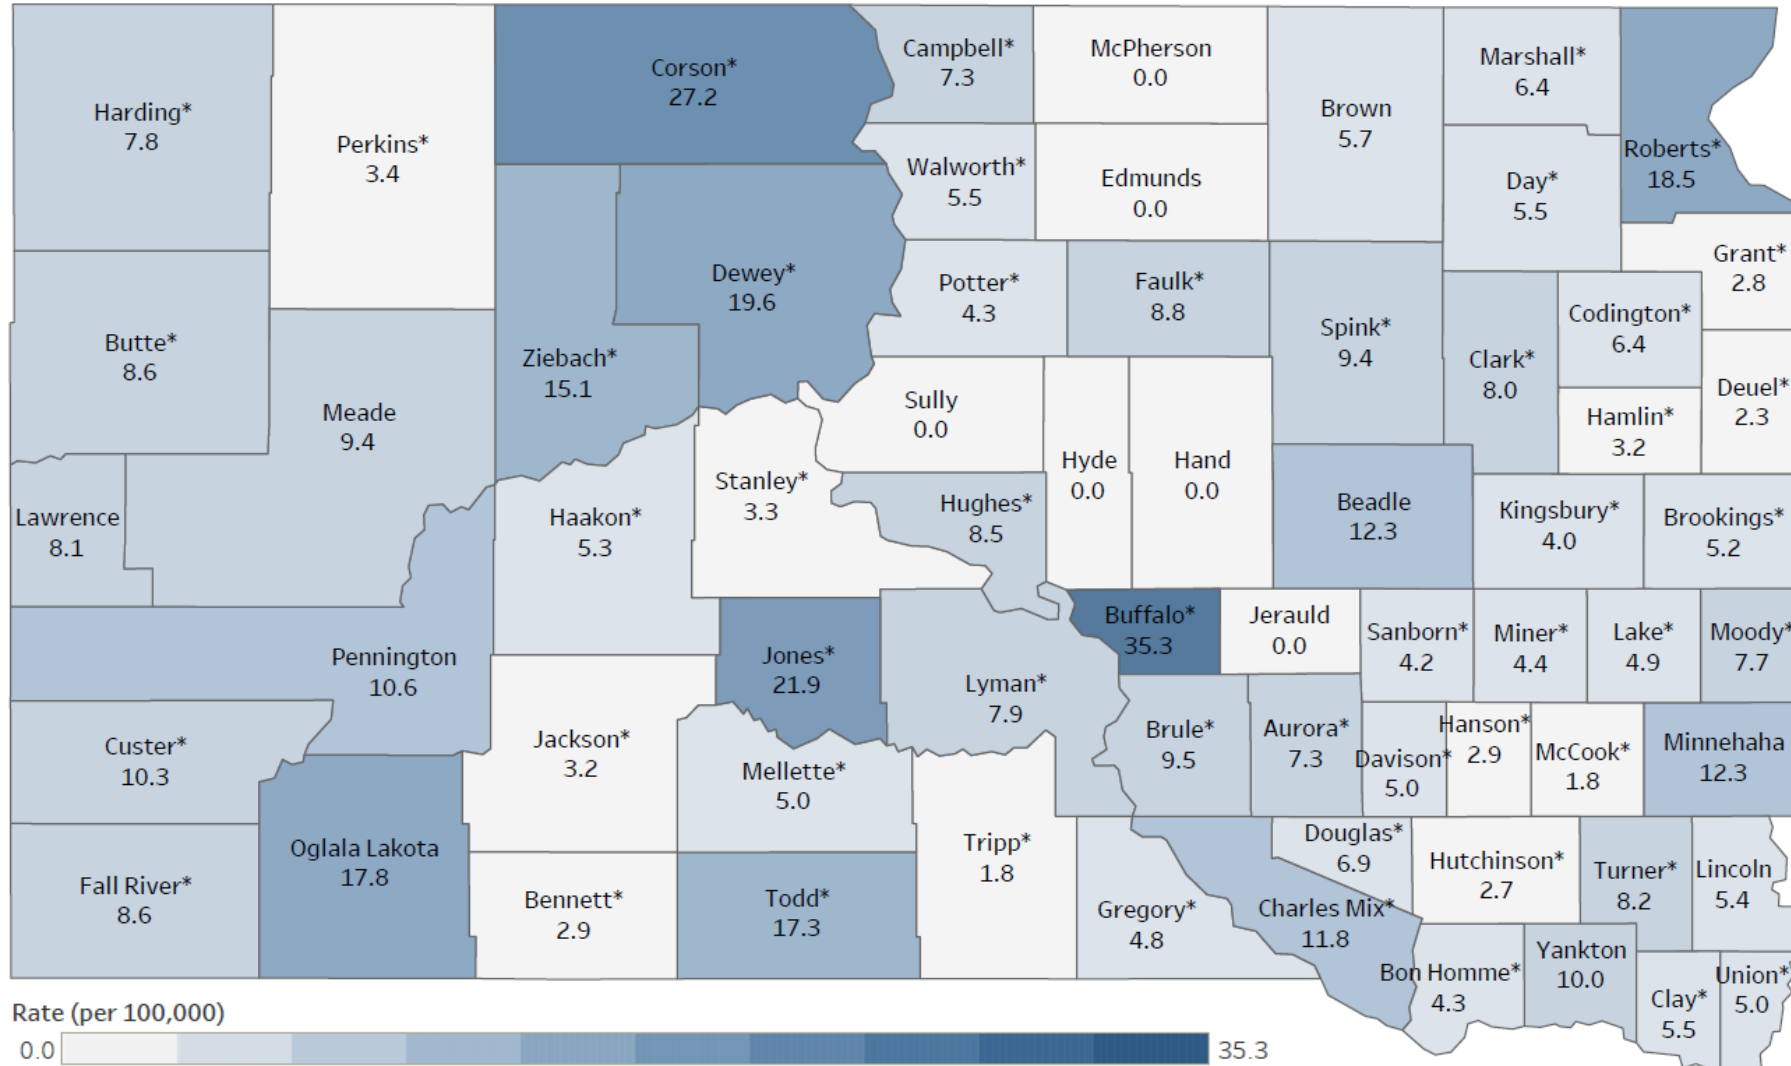 Harding*
7.8
Perkins*
3.4
Corson*
27.2
Campbell*
7.3
McPherson
0.0
Brown
5.7
Marshall*
6.4
Roberts*
18.5
Walworth*
5.5
Edmunds
0.0
Day*
5.5
Grant*
2.8
Butte*
8.6
Meade
9.4
Ziebach*
15.1
Dewey*
19.6
Potter*
4.3
Faulk*
8.8
Spink*
9.4
Clark*
8.0
Codington*
6.4
Deuel*
2.3
Hamlin*
3.2
Sully
0.0
Hyde
0.0
Hand
0.0
Lawrence
8.1
Haakon*
5.3
Stanley*
3.3
Hughes*
8.5
Beadle
12.3
Kingsbury*
4.0
Brookings*
5.2
Pennington
10.6
Jones*
21.9
Lyman*
7.9
Buffalo*
35.3
Jerauld
0.0
Sanborn*
4.2
Miner*
4.4
Lake*
4.9
Moody*
7.7
Custer*
10.3
Jackson*
3.2
Mellette*
5.0
Brule*
9.5
Aurora*
7.3
Davison*
5.0
Hanson*
2.9
McCook*
1.8
Minnehaha
12.3
Fall River*
8.6
Oglala Lakota
17.8
Bennett*
2.9
Todd*
17.3
Tripp*
1.8
Gregory*
4.8
Charles Mix*
11.8
Douglas*
6.9
Hutchinson*
2.7
Turner*
8.2
Lincoln
5.4
Bon Homme*
4.3
Yankton
10.0
Clay*
5.5
Union*
5.0
Rate (per 100,000)
0.0
35.3